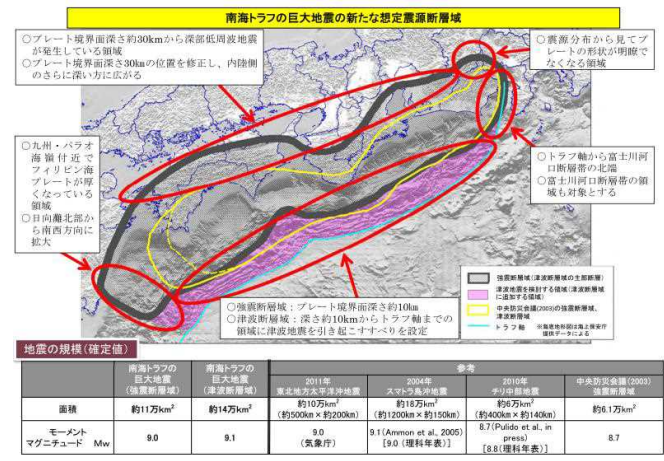 南海トラフの巨大地震の新たな想定震源断層域
○プレート境界面深さ約30kmから深部低周波地震
が発生している領域
○プレート境界面深さ30kmの位置を修正し、内陸側
のさらに深い方に広がる
○震源分布から見てプ
レートの形状が明瞭で
なくなる領域
○九州・パラオ
海嶺付近で
フィリピン海
プレートが厚
くなっている
領域
○日向灘北部か
ら南西方向に
拡大
○トラフ軸から富士川河
口断層帯の北端
○富士川河口断層帯の領
域も対象とする
○強震断層域：プレート境界面深さ約10km
○津波断層域：深さ約10kmからトラフ軸までの
領域に津波地震を引き起こすすべりを設定
強震断層域(津波断層域の主部断層)
津波地震を検討する領域(津波断層域
に追加する領域)
中央防災会議(2003)の強震断層域、
津波断層域
トラフ軸
※海底地形図は海上保安庁
提供データによる
地震の規模(確定値)
南海トラフの
巨大地震
(強震断層域)
南海トラフの
巨大地震
(津波断層域)
参考
2011年
東北地方太平洋沖地震
2004年
スマトラ島沖地震
2010年
チリ中部地震
中央防災会議(2003)
強震断層域
面積
約11万km²
約14万km²
約10万km²
(約500km×約200km)
約18万km²
(約1200km×約150km)
約6万km²
(約400km×約140km)
約6.1万km²
モーメント
マグニチュード Mw
9.0
9.1
9.0
(気象庁)
9.1(Ammon et al., 2005)
[9.0 (理科年表)]
8.7(Pulido et al., in
press)
[8.8(理科年表)]
8.7